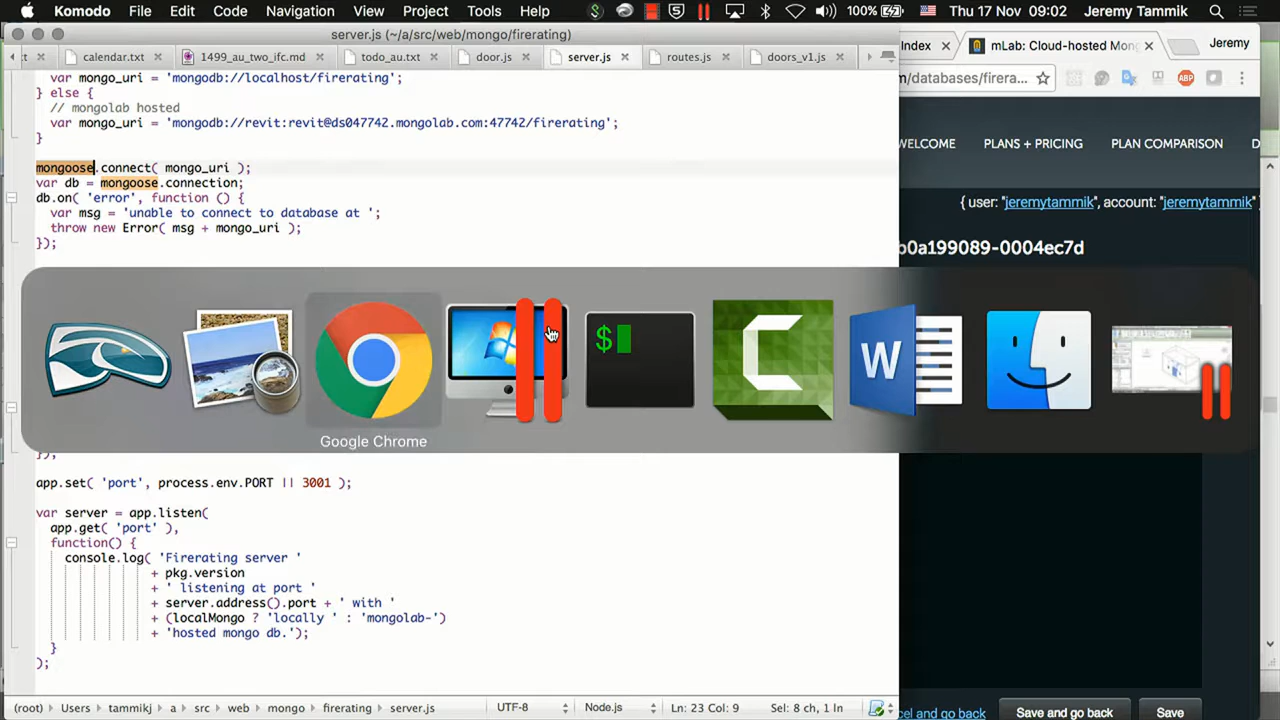 Komodo File Edit Code Navigation View Project Tools Help 100% Thu 17 Nov 09:02 Jeremy Tammik
server.js (~/a/src/web/mongo/firerating)
calendar.txt 1499_au_two_ifc.md todo_au.txt door.js server.js routes.js doors_v1.js
Index mLab: Cloud-hosted Mong Jeremy
m/databases/firera
var mongo_uri = 'mongodb://localhost/firerating';
} else {
// mongolab hosted
var mongo_uri = 'mongodb://revit:revit@ds047742.mongolab.com:47742/firerating';
}
WELCOME PLANS + PRICING PLAN COMPARISON D
mongoose.connect( mongo_uri );
var db = mongoose.connection;
db.on( 'error', function () {
var msg = 'unable to connect to database at ';
throw new Error( msg + mongo_uri );
});
{ user: "jeremytammik", account: "jeremytammik",
b0a199089-0004ec7d
$
W
Google Chrome
});
app.set( 'port', process.env.PORT || 3001 );
var server = app.listen(
app.get( 'port' ),
function() {
console.log( 'Firerating server '
+ pkg.version
+ ' listening at port '
+ server.address().port + ' with '
+ (localMongo ? 'locally ' : 'mongolab-')
+ 'hosted mongo db.');
}
);
(root) Users tammikj a src web mongo firerating server.js UTF-8 Node.js Ln: 23 Col: 9 Sel: 8 ch, 1 ln
cel and go back Save and go back Save